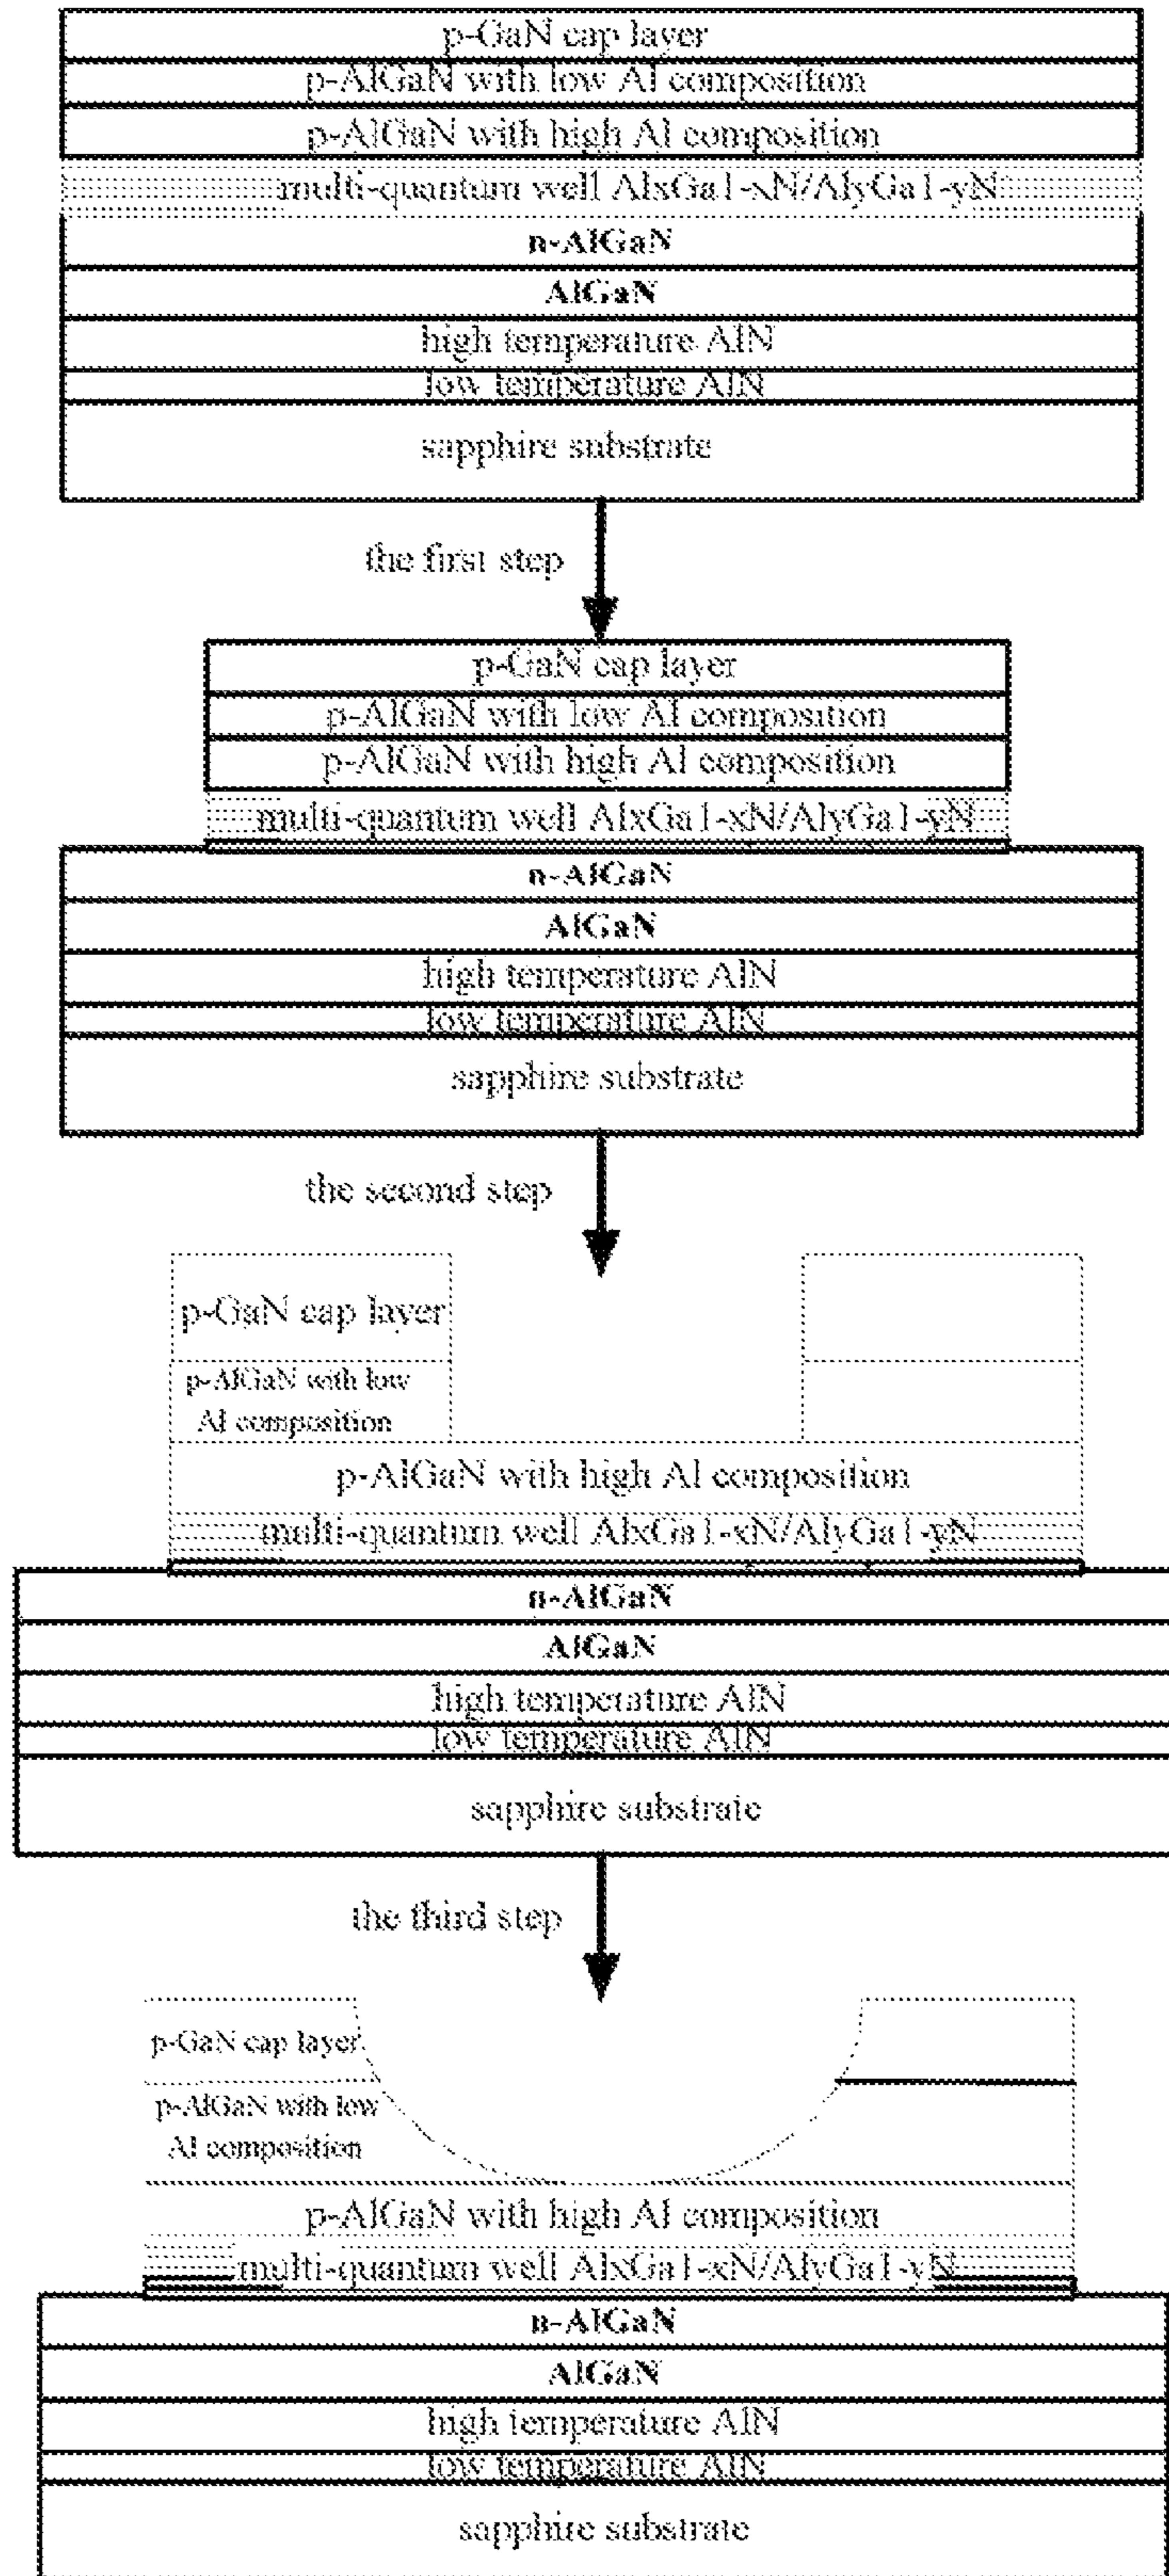 p-GaN cap layer
p-AlGaN with low Al composition
p-AlGaN with high Al composition
multi-quantum well AlxGa1-xN/AlyGa1-yN
n-AlGaN
AlGaN
high temperature AlN
low temperature AlN
sapphire substrate
the first step
p-GaN cap layer
p-AlGaN with low Al composition
p-AlGaN with high Al composition
multi-quantum well AlxGa1-xN/AlyGa1-yN
n-AlGaN
AlGaN
high temperature AlN
low temperature AlN
sapphire substrate
the second step
p-GaN cap layer
p-AlGaN with low
Al composition
p-AlGaN with high Al composition
multi-quantum well AlxGa1-xN/AlyGa1-yN
n-AlGaN
AlGaN
high temperature AlN
low temperature AlN
sapphire substrate
the third step
p-GaN cap layer
p-AlGaN with low
Al composition
p-AlGaN with high Al composition
multi-quantum well AlxGa1-xN/AlyGa1-yN
n-AlGaN
AlGaN
high temperature AlN
low temperature AlN
sapphire substrate